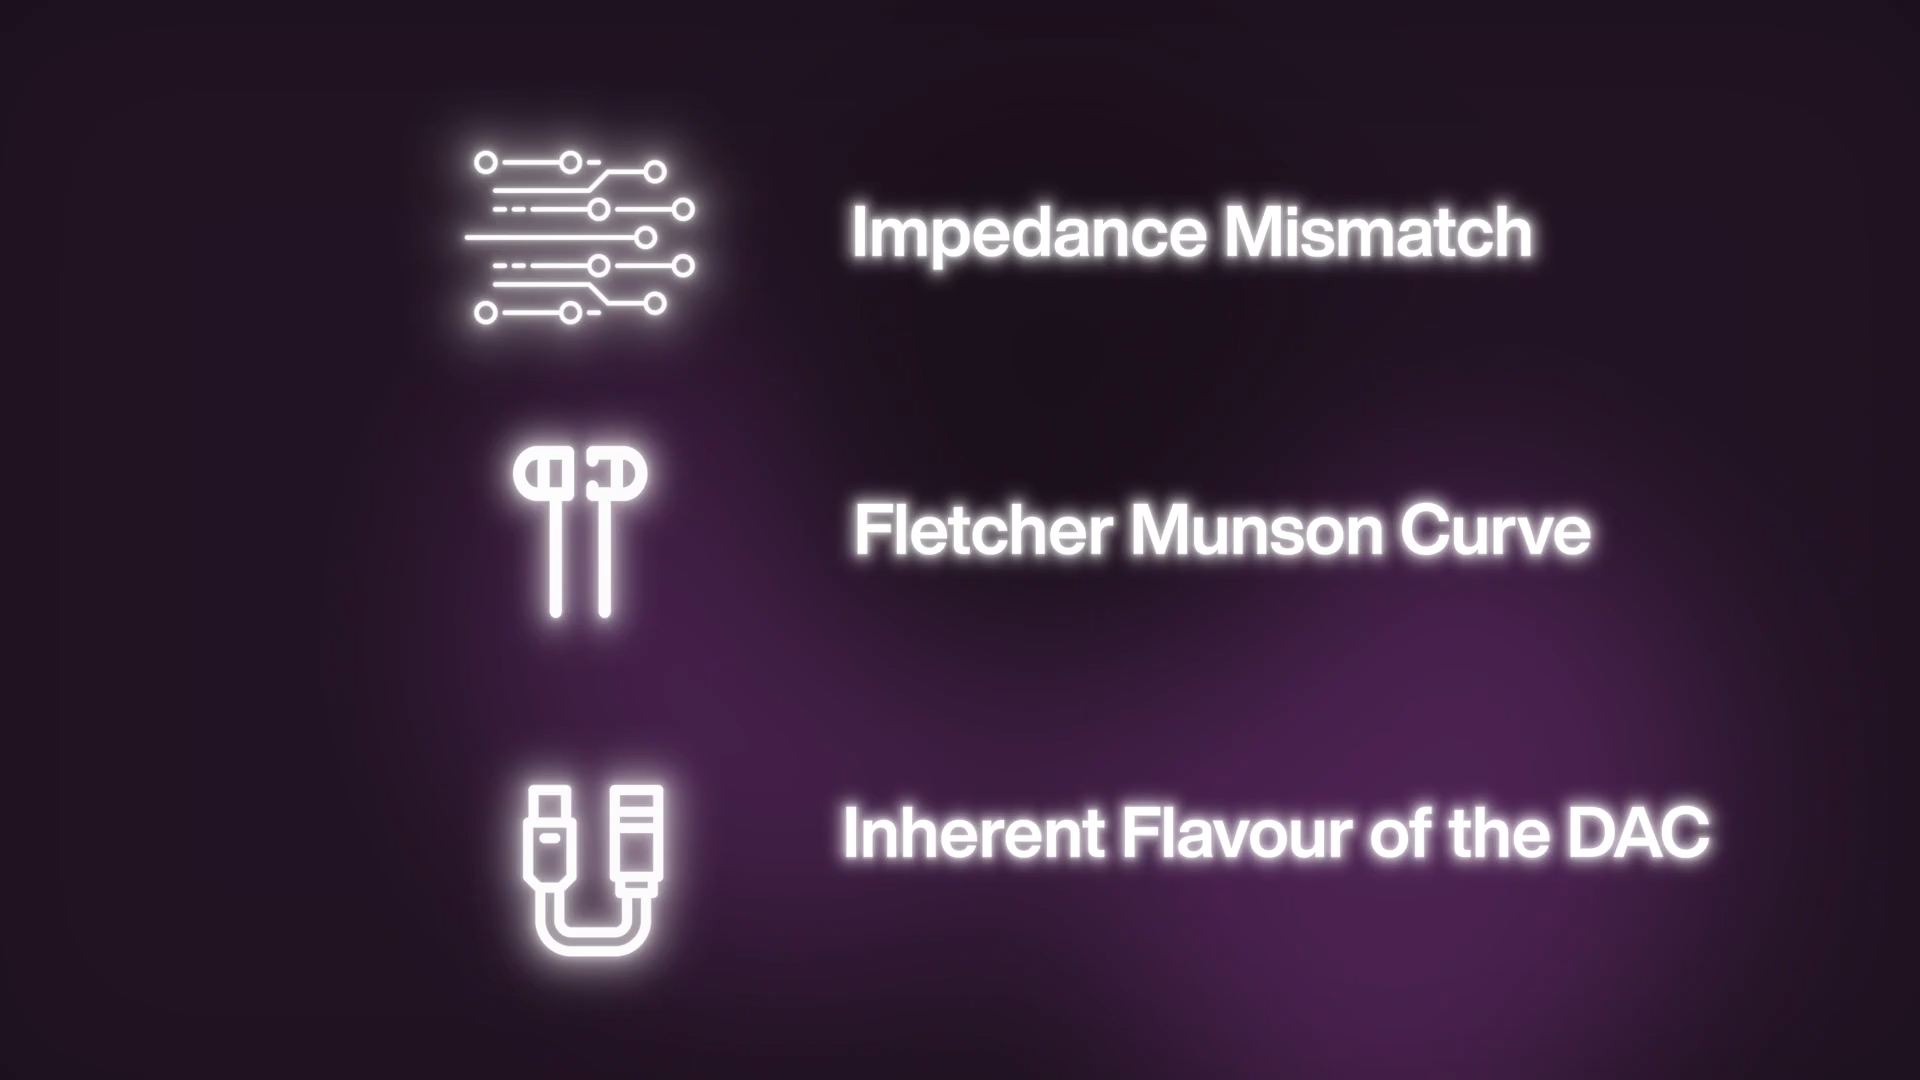 Impedance Mismatch
Fletcher Munson Curve
Inherent Flavour of the DAC